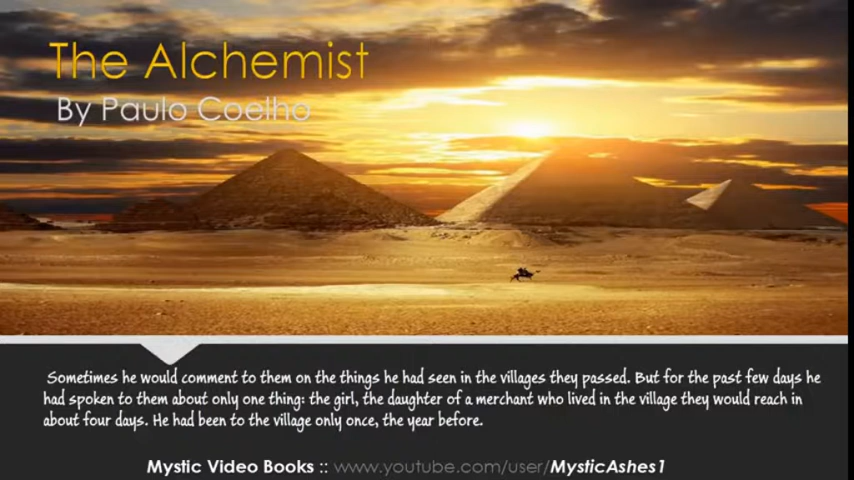 The Alchemist
By Paulo Coelho
Sometimes he would comment to them on the things he had seen in the villages they passed. But for the past few days he
had spoken to them about only one thing: the girl, the daughter of a merchant who lived in the village they would reach in
about four days. He had been to the village only once, the year before.
Mystic Video Books :: www.youtube.com/user/MysticAshes1